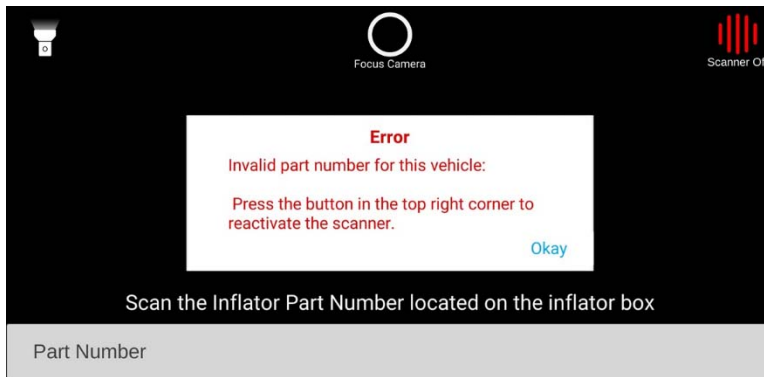 Focus Camera
Scanner Of
Error
Invalid part number for this vehicle:
Press the button in the top right corner to
reactivate the scanner.
Okay
Scan the Inflator Part Number located on the inflator box
Part Number